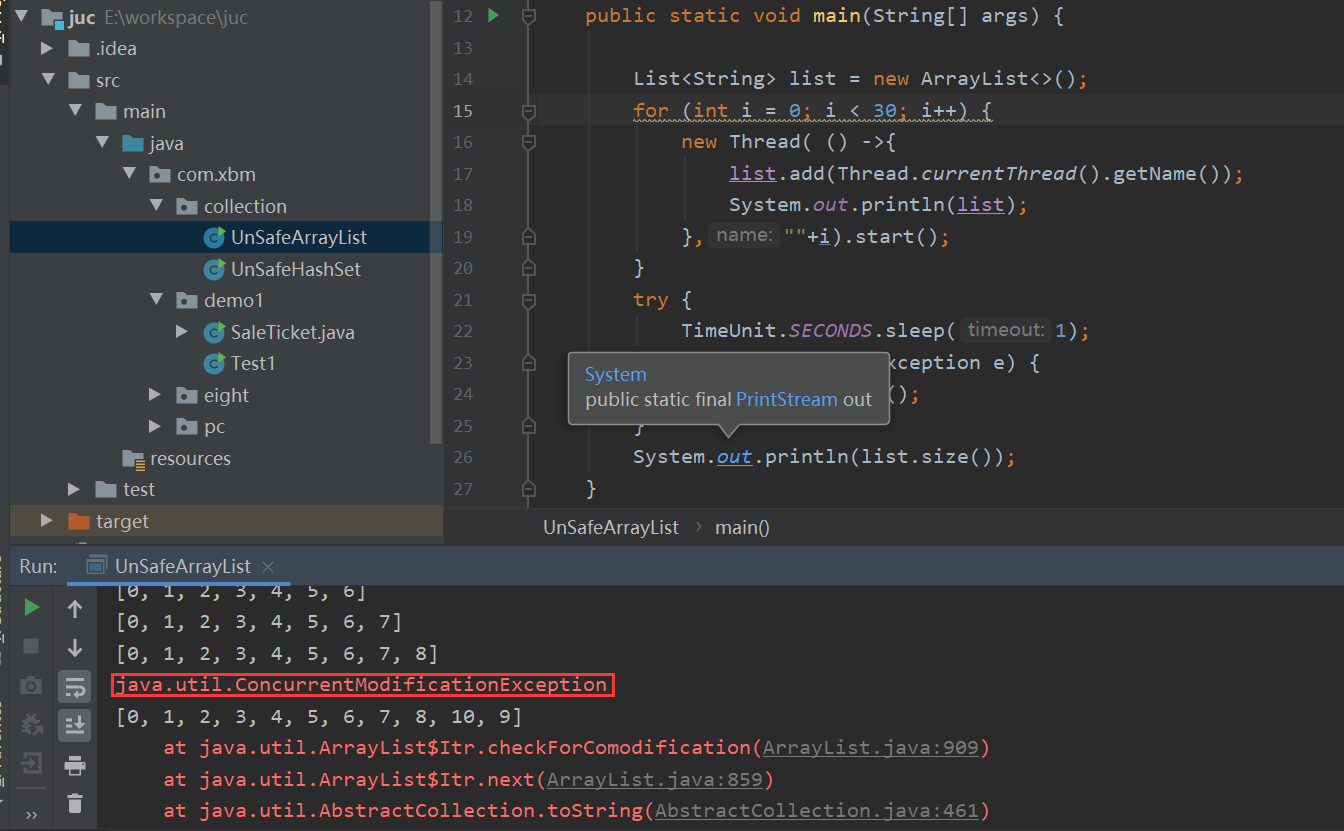 juc E:\workspace\juc
.idea
src
main
java
com.xbm
collection
UnSafeArrayList
UnSafeHashSet
demo1
SaleTicket.java
Test1
eight
pc
resources
test
target
12 public static void main(String[] args) {
13
14 List<String> list = new ArrayList<>();
15 for (int i = 0; i < 30; i++) {
16 new Thread( () ->{
17 list.add(Thread.currentThread().getName());
18 System.out.println(list);
19 }, name: ""+i).start();
20 }
21 try {
22 TimeUnit.SECONDS.sleep( timeout: 1);
23 xception e) {
24 ();
25 }
26 System.out.println(list.size());
27 }
System
public static final PrintStream out
UnSafeArrayList › main()
Run: UnSafeArrayList ×
[0, 1, 2, 3, 4, 5, 6]
[0, 1, 2, 3, 4, 5, 6, 7]
[0, 1, 2, 3, 4, 5, 6, 7, 8]
java.util.ConcurrentModificationException
[0, 1, 2, 3, 4, 5, 6, 7, 8, 10, 9]
at java.util.ArrayList$Itr.checkForComodification(ArrayList.java:909)
at java.util.ArrayList$Itr.next(ArrayList.java:859)
at java.util.AbstractCollection.toString(AbstractCollection.java:461)